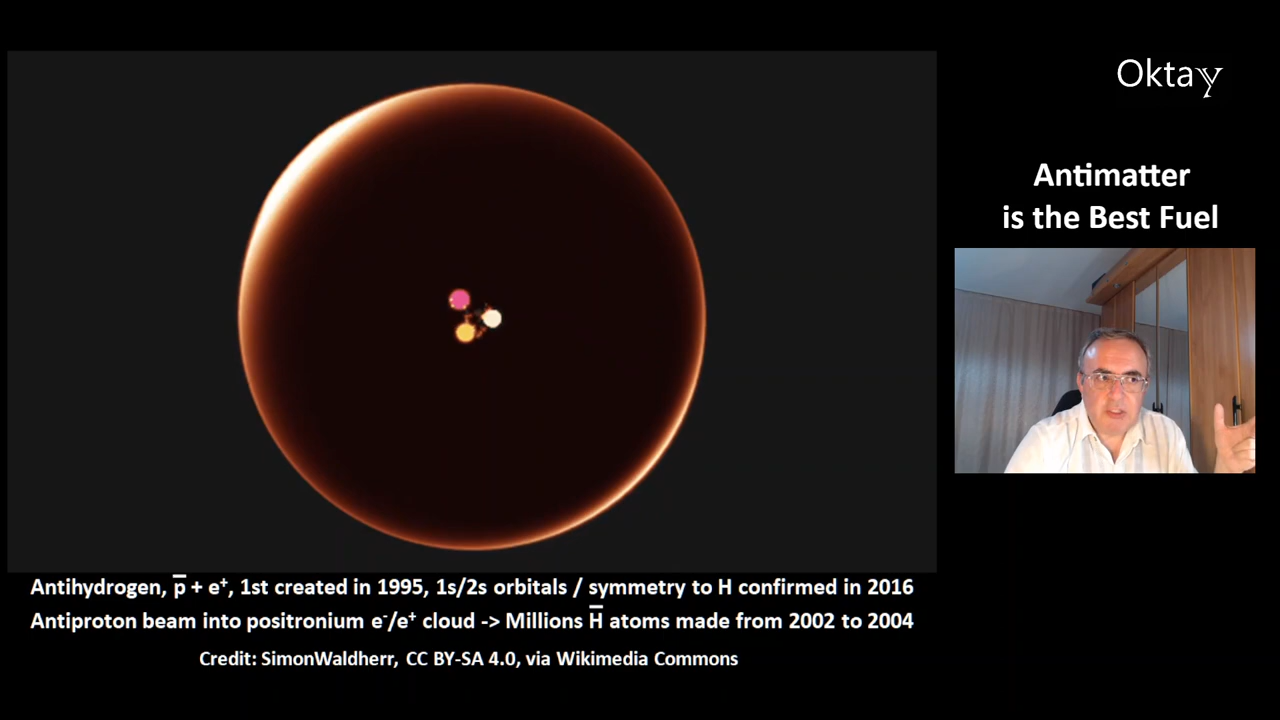 Oktay
Antimatter
is the Best Fuel
Antihydrogen, p̅ + e⁺, 1st created in 1995, 1s/2s orbitals / symmetry to H confirmed in 2016
Antiproton beam into positronium e⁻/e⁺ cloud -> Millions H̅ atoms made from 2002 to 2004
Credit: SimonWaldherr, CC BY-SA 4.0, via Wikimedia Commons